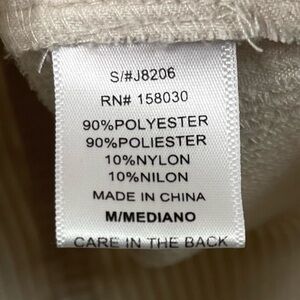 S/#J8206
RN# 158030
90%POLYESTER
90%POLIESTER
10%NYLON
10%NILON
MADE IN CHINA
M/MEDIANO
CARE IN THE BACK